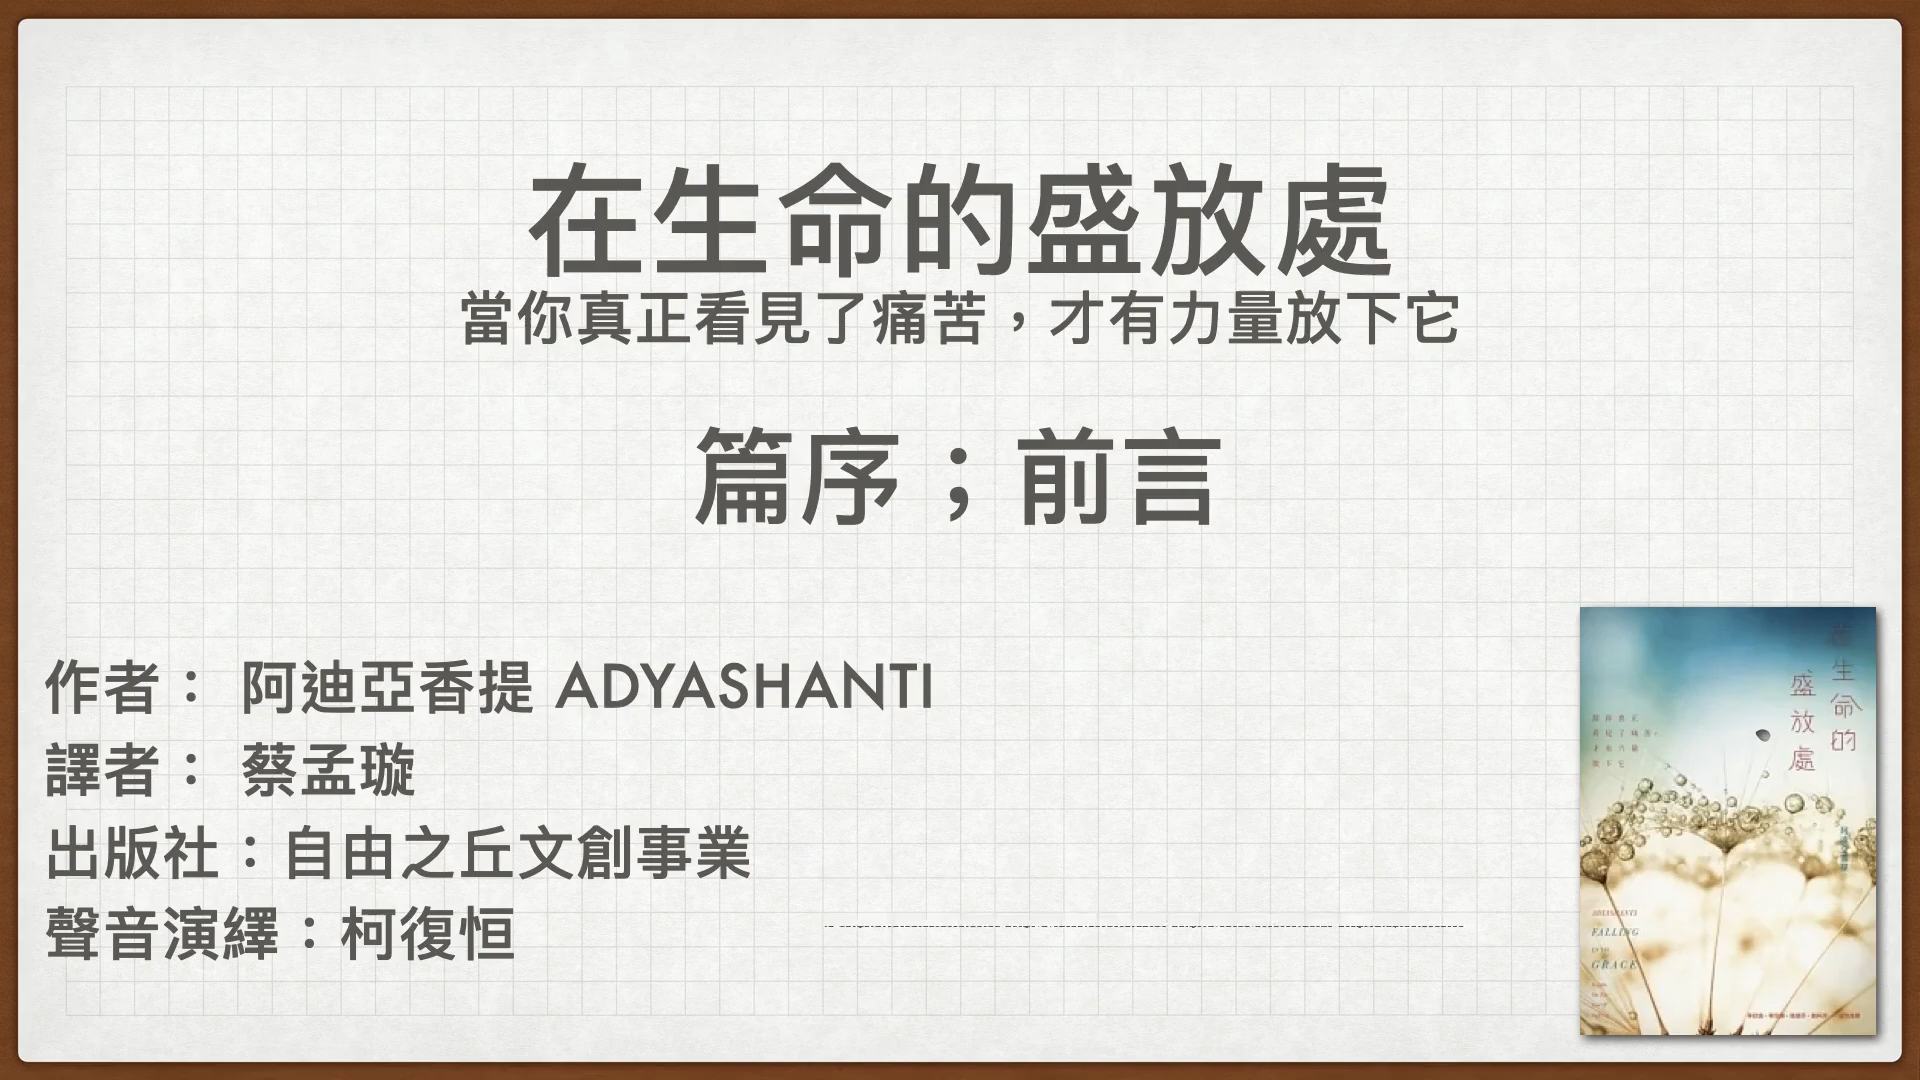 在生命的盛放處
當你真正看見了痛苦，才有力量放下它
篇序；前言
作者： 阿迪亞香提 ADYASHANTI
譯者： 蔡孟璇
出版社：自由之丘文創事業
聲音演繹：柯復恒
在生命的
盛放處
ADYASHANTI
FALLING
INTO
GRACE